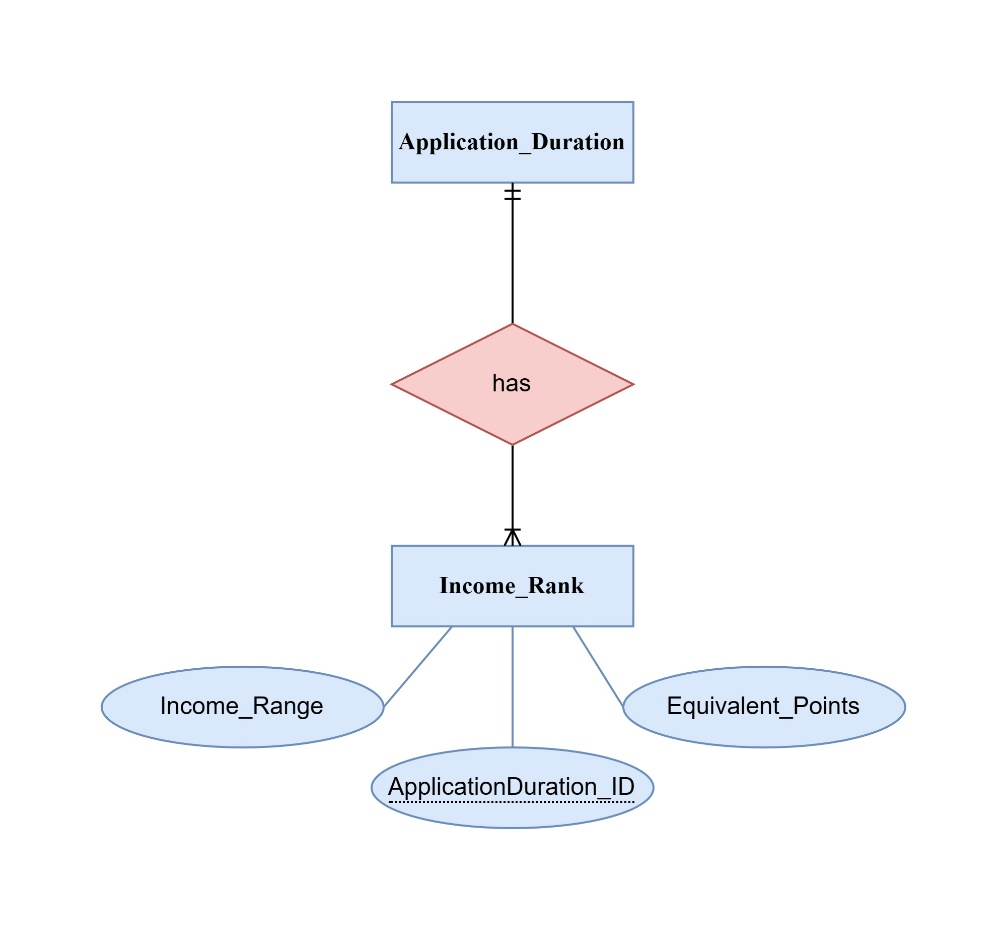 Application_Duration
has
Income_Rank
Income_Range
Equivalent_Points
ApplicationDuration_ID